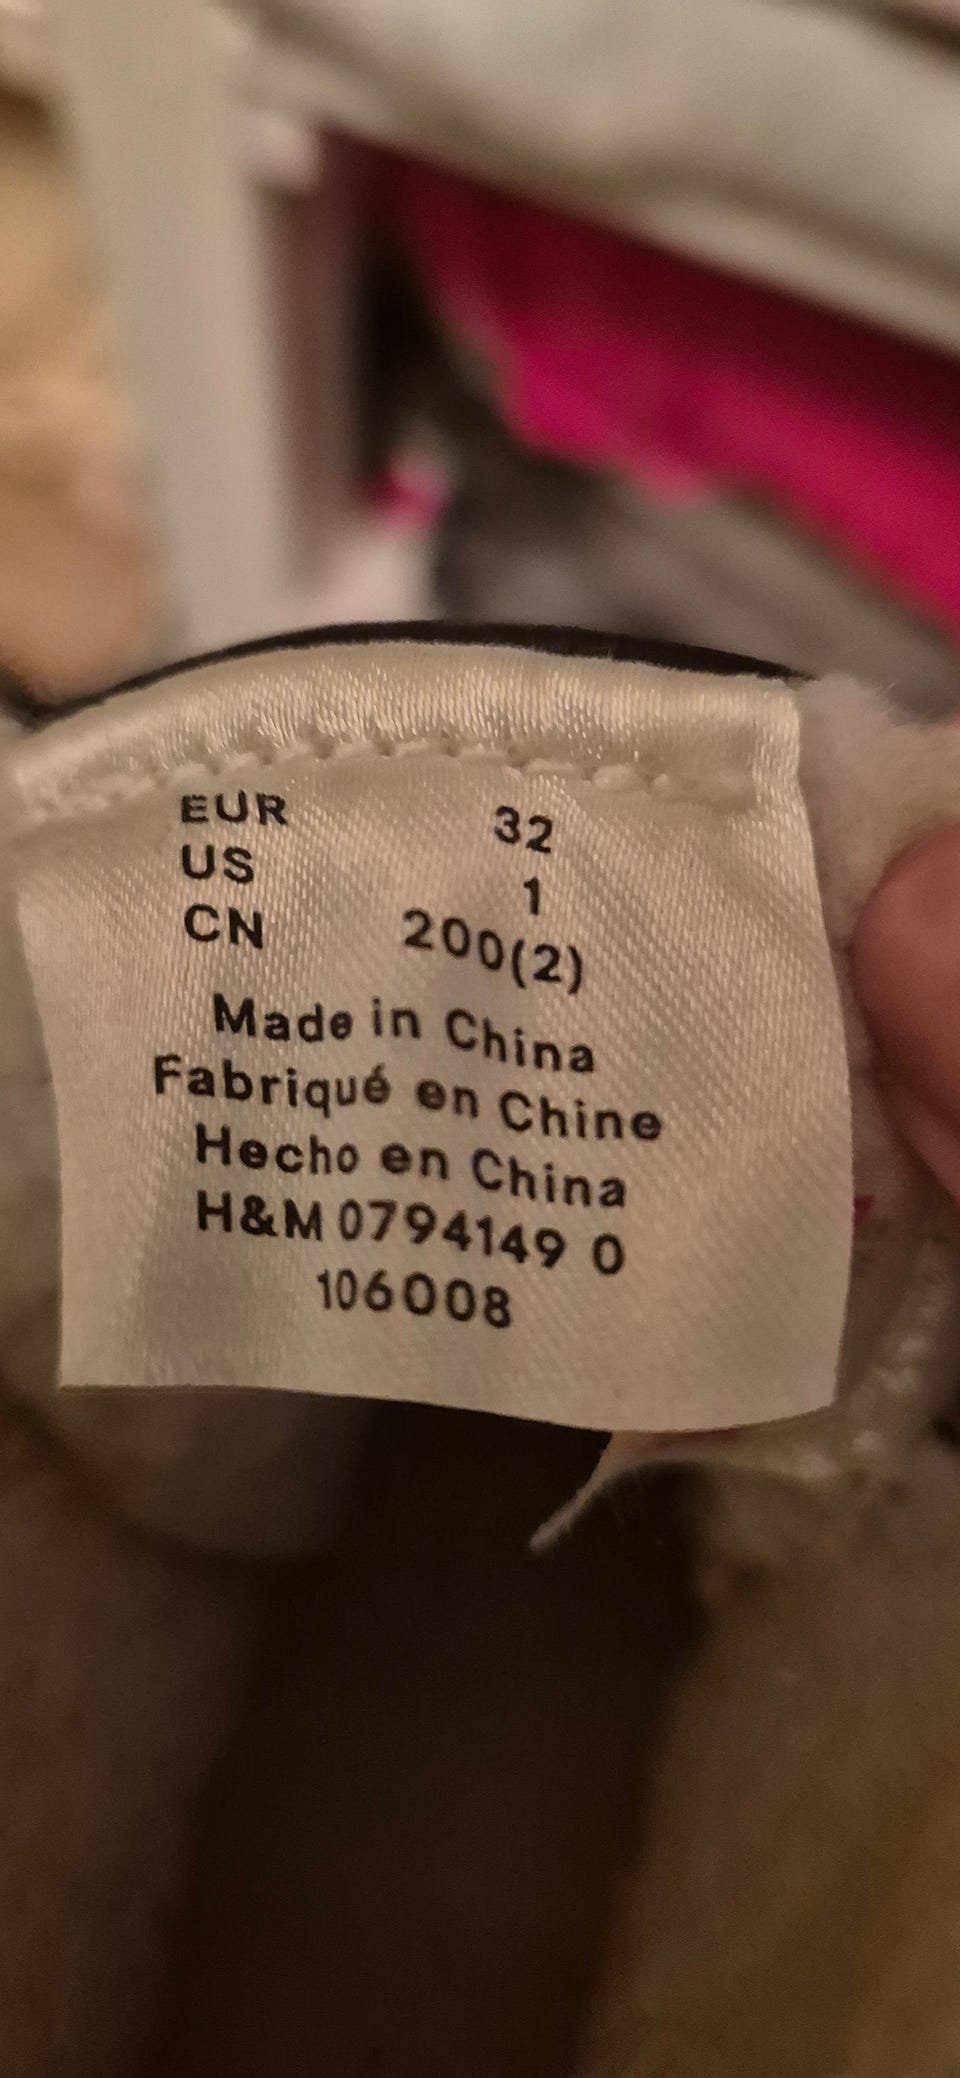 EUR 32
US 1
CN 200(2)
Made in China
Fabriqué en Chine
Hecho en China
H&M 0794149 0
106008